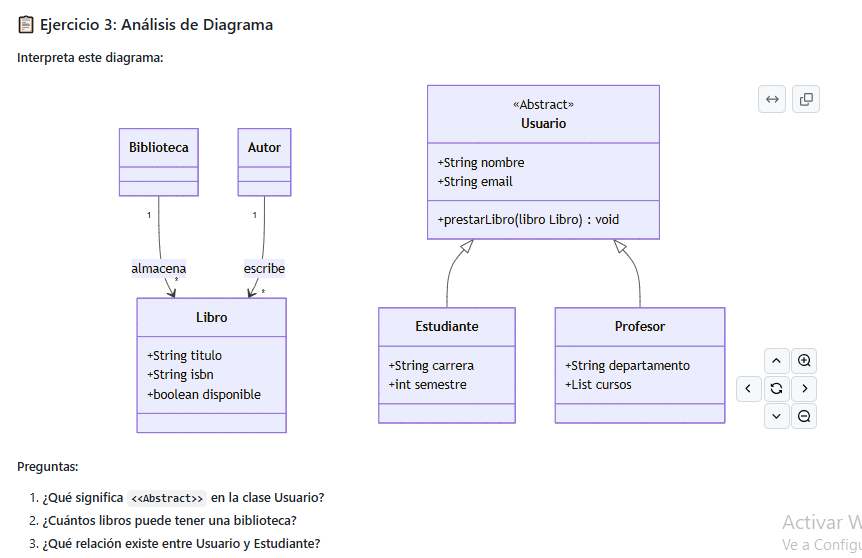 📋 Ejercicio 3: Análisis de Diagrama
Interpreta este diagrama:
«Abstract»
Usuario
+String nombre
+String email
+prestarLibro(libro Libro) : void
Biblioteca
Autor
1
1
almacena
escribe
*
*
Libro
+String titulo
+String isbn
+boolean disponible
Estudiante
+String carrera
+int semestre
Profesor
+String departamento
+List cursos
Preguntas:
1. ¿Qué significa <<Abstract>> en la clase Usuario?
2. ¿Cuántos libros puede tener una biblioteca?
3. ¿Qué relación existe entre Usuario y Estudiante?
Activar W
Ve a Configu